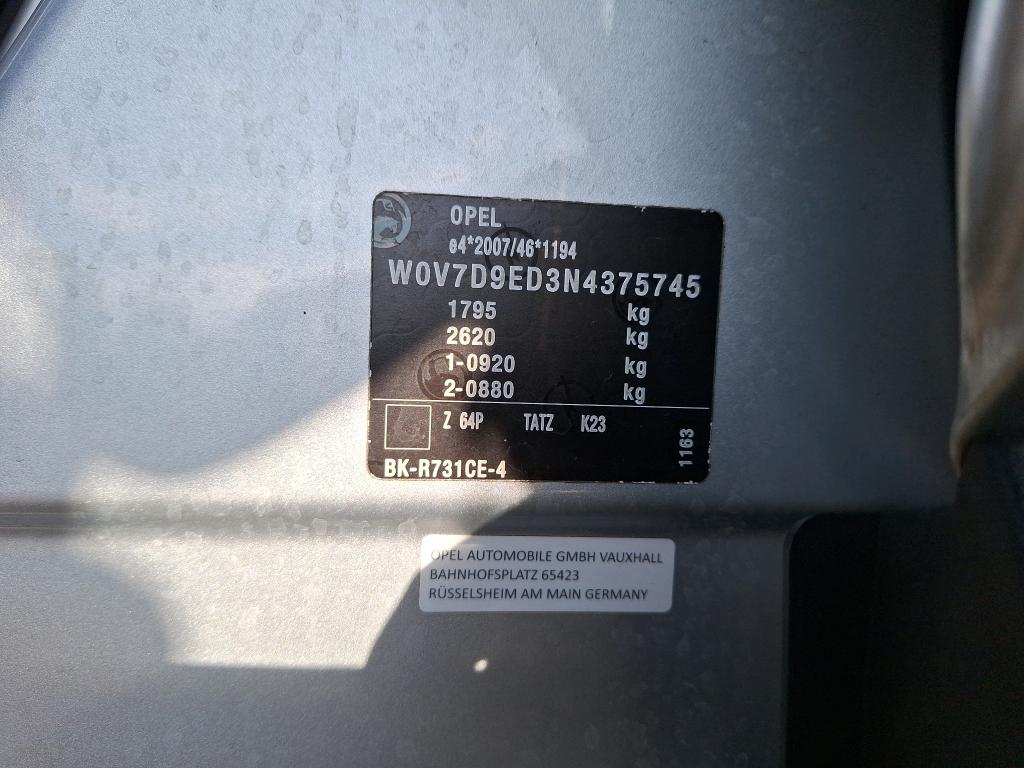 OPEL
e4*2007/46*1194
W0V7D9ED3N4375745
1795 kg
2620 kg
1-0920 kg
2-0880 kg
Z 64P TATZ K23
1163
BK-R731CE-4
OPEL AUTOMOBILE GMBH VAUXHALL
BAHNHOFSPLATZ 65423
RÜSSELSHEIM AM MAIN GERMANY